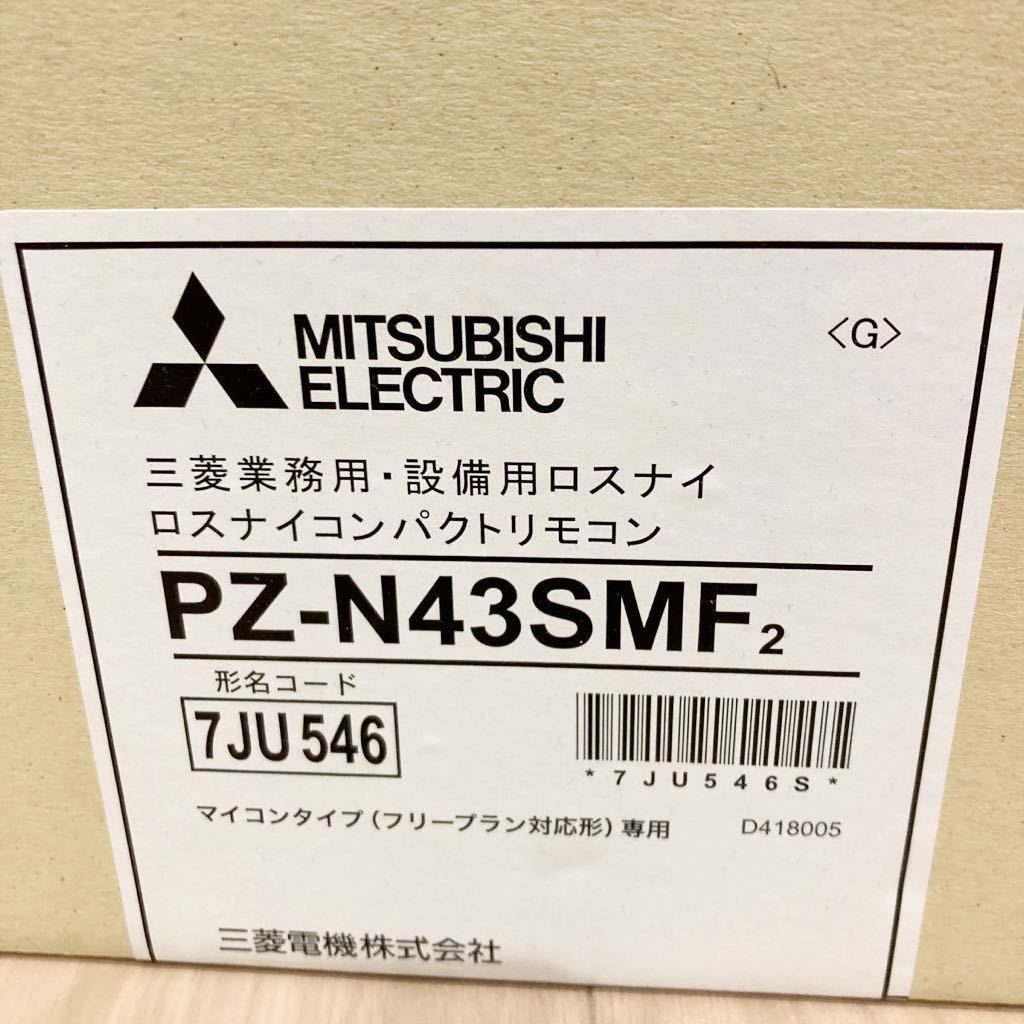 MITSUBISHI
ELECTRIC
〈G〉
三菱業務用・設備用ロスナイ
ロスナイコンパクトリモコン
PZ-N43SMF₂
形名コード
7JU546
*7JU546S*
マイコンタイプ(フリープラン対応形)専用
D418005
三菱電機株式会社